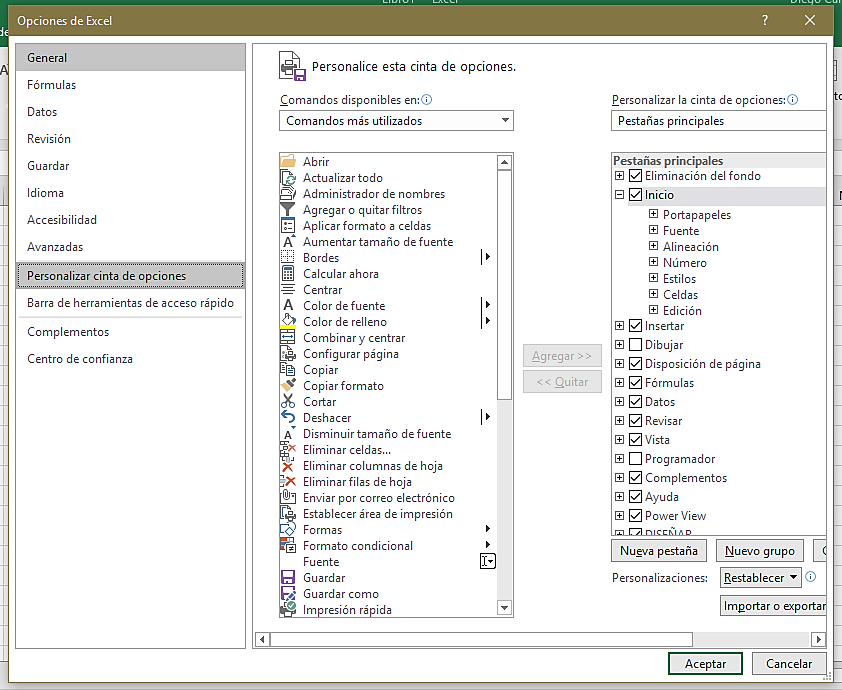 Opciones de Excel
?
General
Fórmulas
Datos
Revisión
Guardar
Idioma
Accesibilidad
Avanzadas
Personalizar cinta de opciones
Barra de herramientas de acceso rápido
Complementos
Centro de confianza
Personalice esta cinta de opciones.
Comandos disponibles en:
Comandos más utilizados
Abrir
Actualizar todo
Administrador de nombres
Agregar o quitar filtros
Aplicar formato a celdas
Aumentar tamaño de fuente
Bordes
Calcular ahora
Centrar
Color de fuente
Color de relleno
Combinar y centrar
Configurar página
Copiar
Copiar formato
Cortar
Deshacer
Disminuir tamaño de fuente
Eliminar celdas...
Eliminar columnas de hoja
Eliminar filas de hoja
Enviar por correo electrónico
Establecer área de impresión
Formas
Formato condicional
Fuente
Guardar
Guardar como
Impresión rápida
Agregar >>
<< Quitar
Personalizar la cinta de opciones:
Pestañas principales
Pestañas principales
Eliminación del fondo
Inicio
Portapapeles
Fuente
Alineación
Número
Estilos
Celdas
Edición
Insertar
Dibujar
Disposición de página
Fórmulas
Datos
Revisar
Vista
Programador
Complementos
Ayuda
Power View
DISEÑAR
Nueva pestaña
Nuevo grupo
Personalizaciones:
Restablecer
Importar o exportar
Aceptar
Cancelar